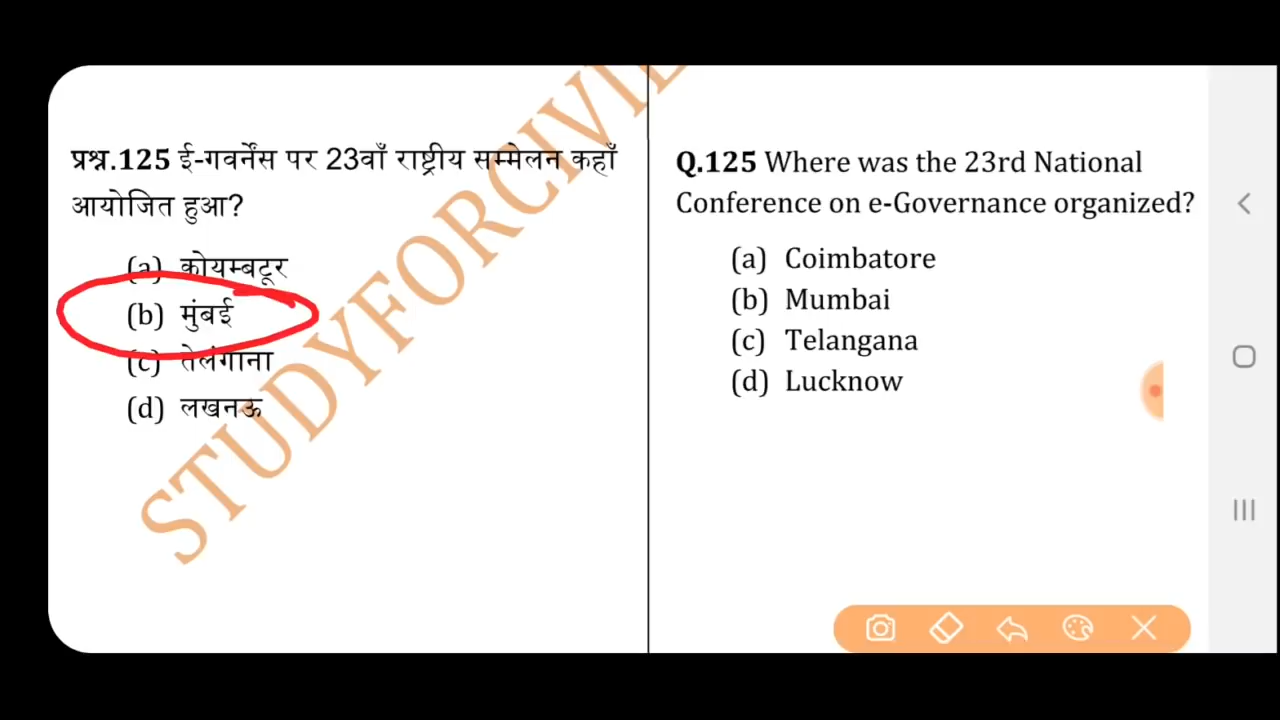 प्रश्न.125 ई-गवर्नेंस पर 23वाँ राष्ट्रीय सम्मेलन कहाँ
आयोजित हुआ?
(a) कोयम्बटूर
(b) मुंबई
(c) तेलंगाना
(d) लखनऊ
Q.125 Where was the 23rd National
Conference on e-Governance organized?
(a) Coimbatore
(b) Mumbai
(c) Telangana
(d) Lucknow
STUDYFORCIVIL